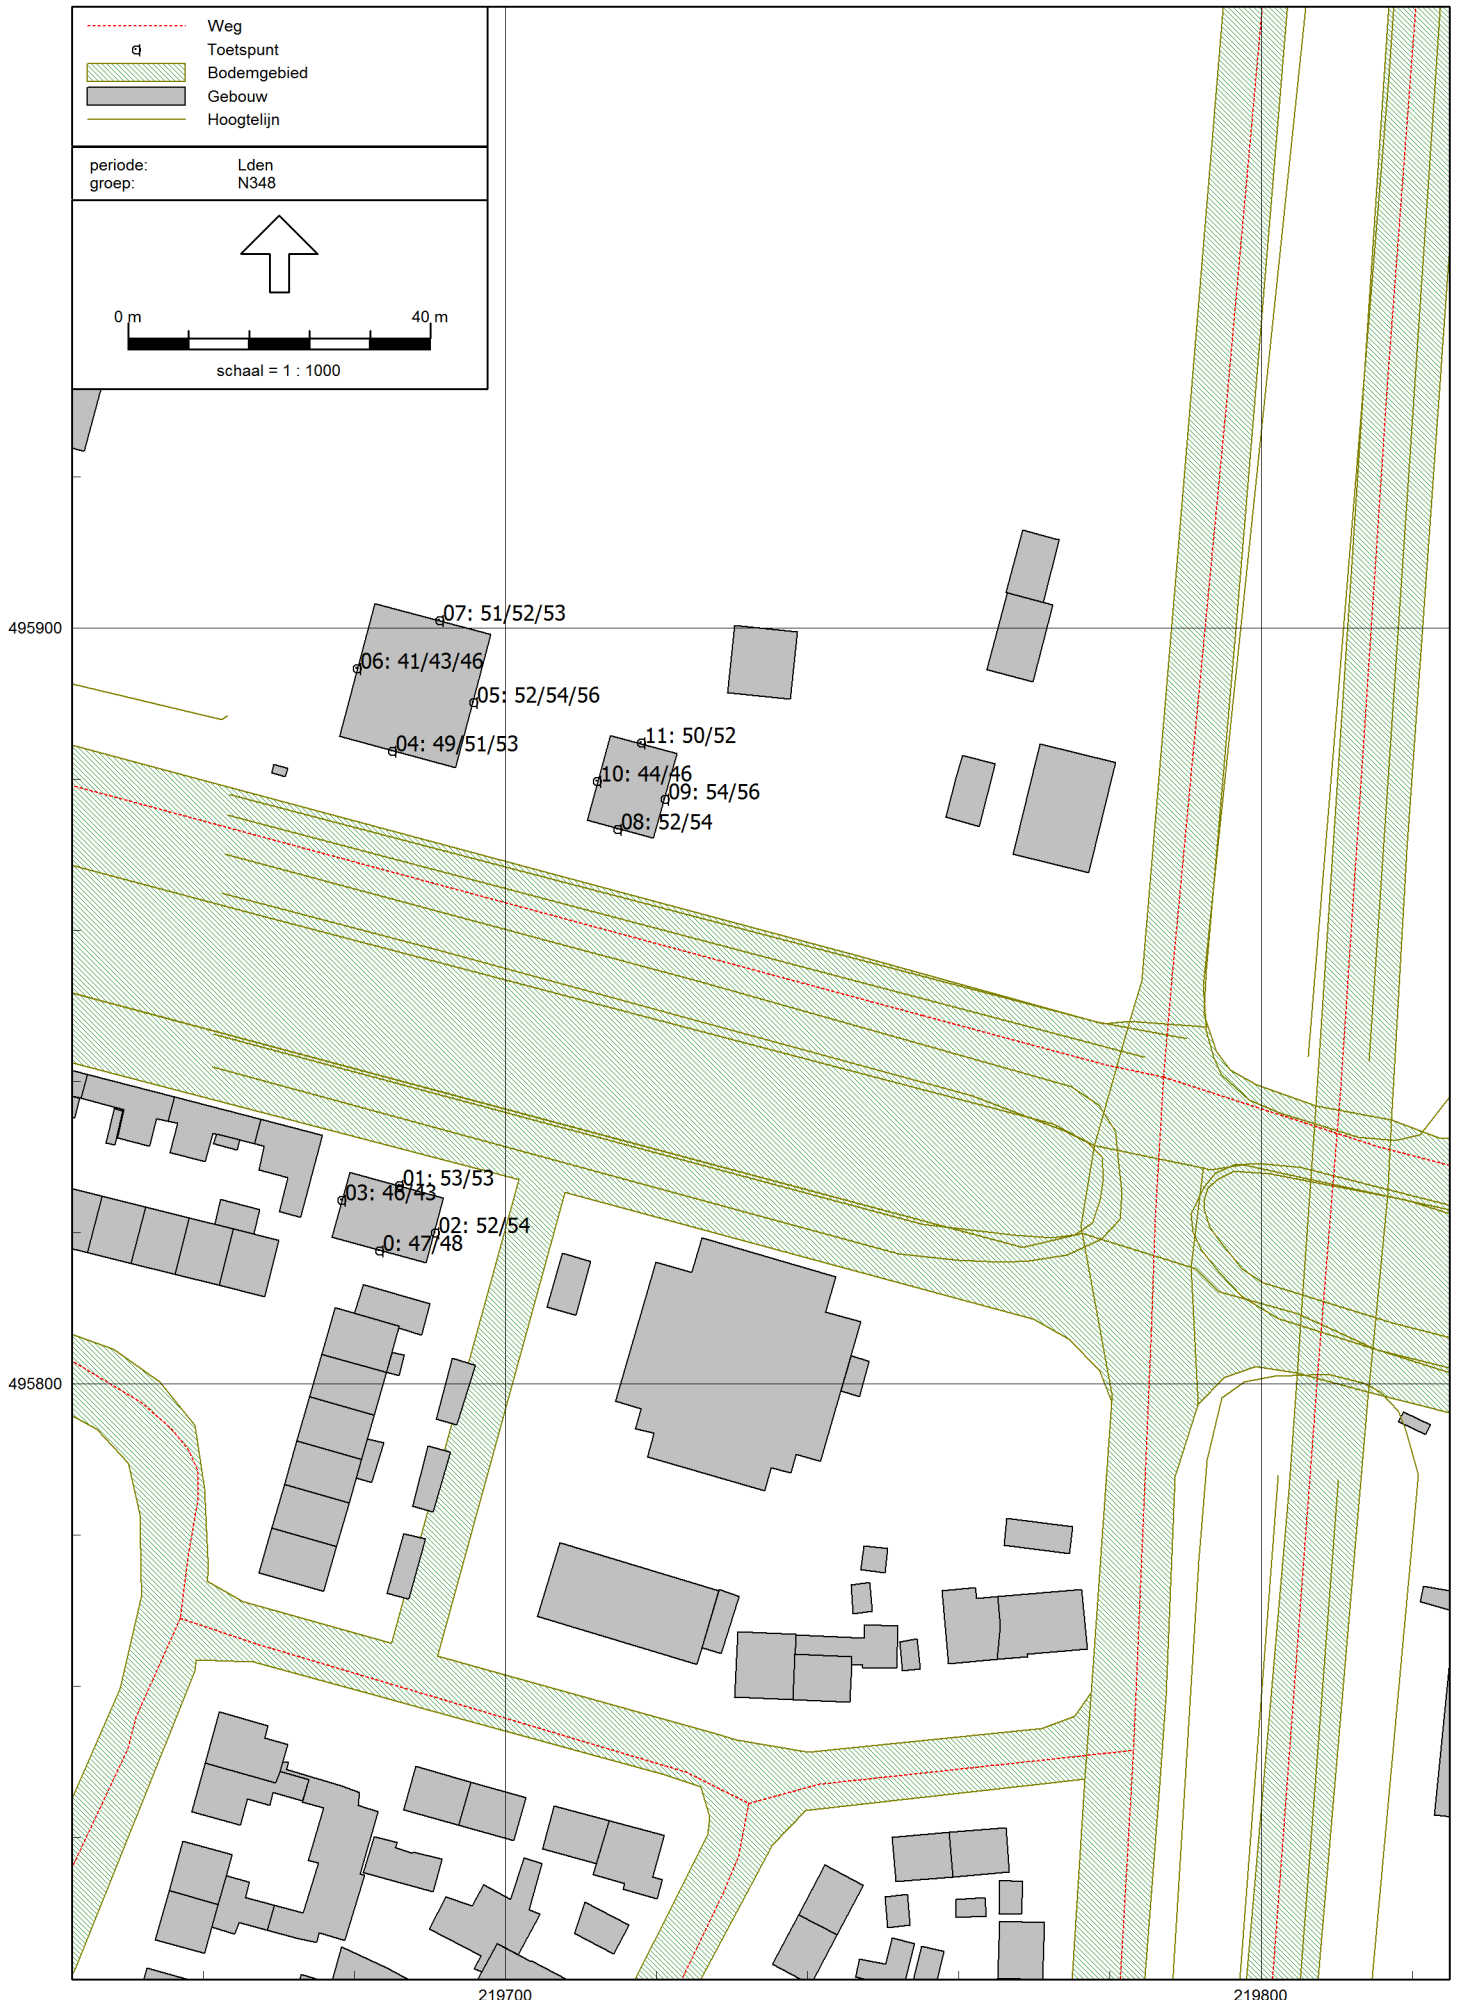 Weg
Toetspunt
Bodemgebied
Gebouw
Hoogtelijn
periode: Lden
groep: N348
0 m 40 m
schaal = 1 : 1000
495900
07: 51/52/53
06: 41/43/46
05: 52/54/56
04: 49/51/53
11: 50/52
10: 44/46
09: 54/56
08: 52/54
01: 53/53
03: 46/43
02: 52/54
0: 47/48
495800
219700 219800